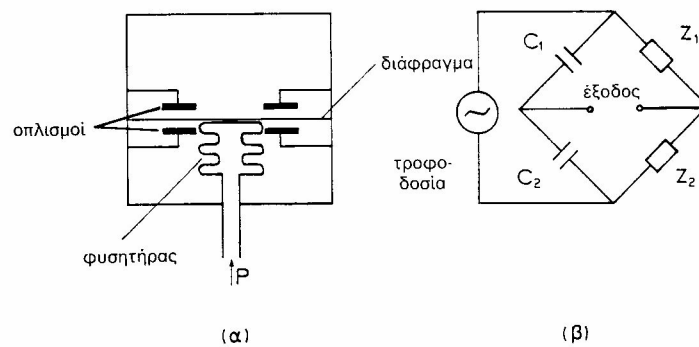 οπλισμοί
διάφραγμα
φυσητήρας
P
(α)
C₁
Z₁
έξοδος
τροφο-
δοσία
C₂
Z₂
(β)